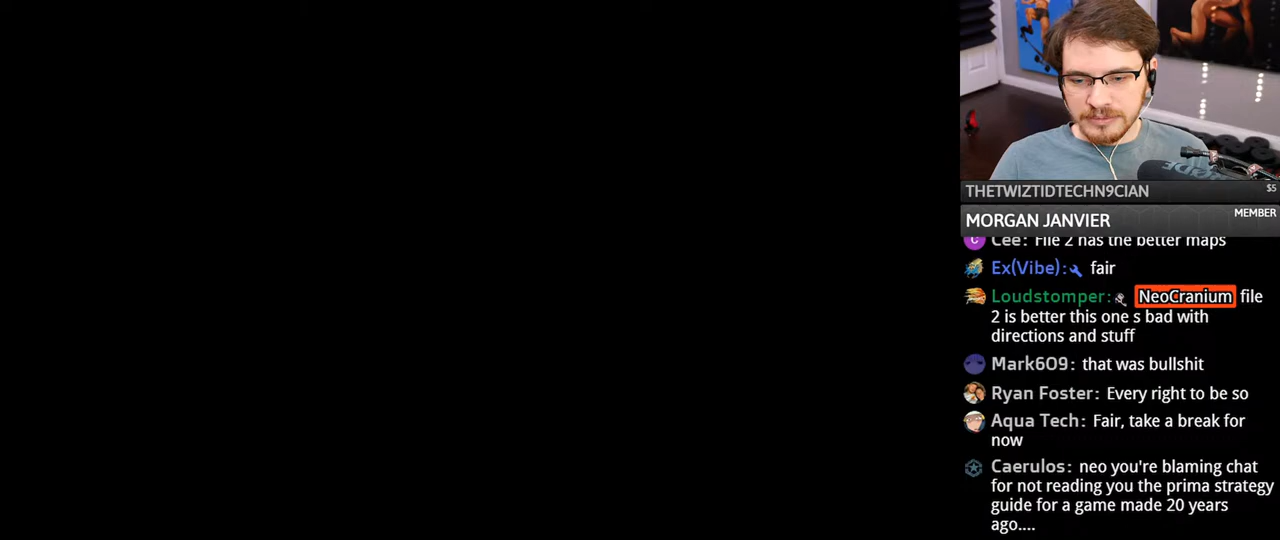 THETWIZTIDTECHN9CIAN $5
MORGAN JANVIER MEMBER
C Cee: File 2 has the better maps
Ex(Vibe): fair
Loudstomper: NeoCranium file
2 is better this one s bad with
directions and stuff
Mark609: that was bullshit
Ryan Foster: Every right to be so
Aqua Tech: Fair, take a break for
now
Caerulos: neo you're blaming chat
for not reading you the prima strategy
guide for a game made 20 years
ago....